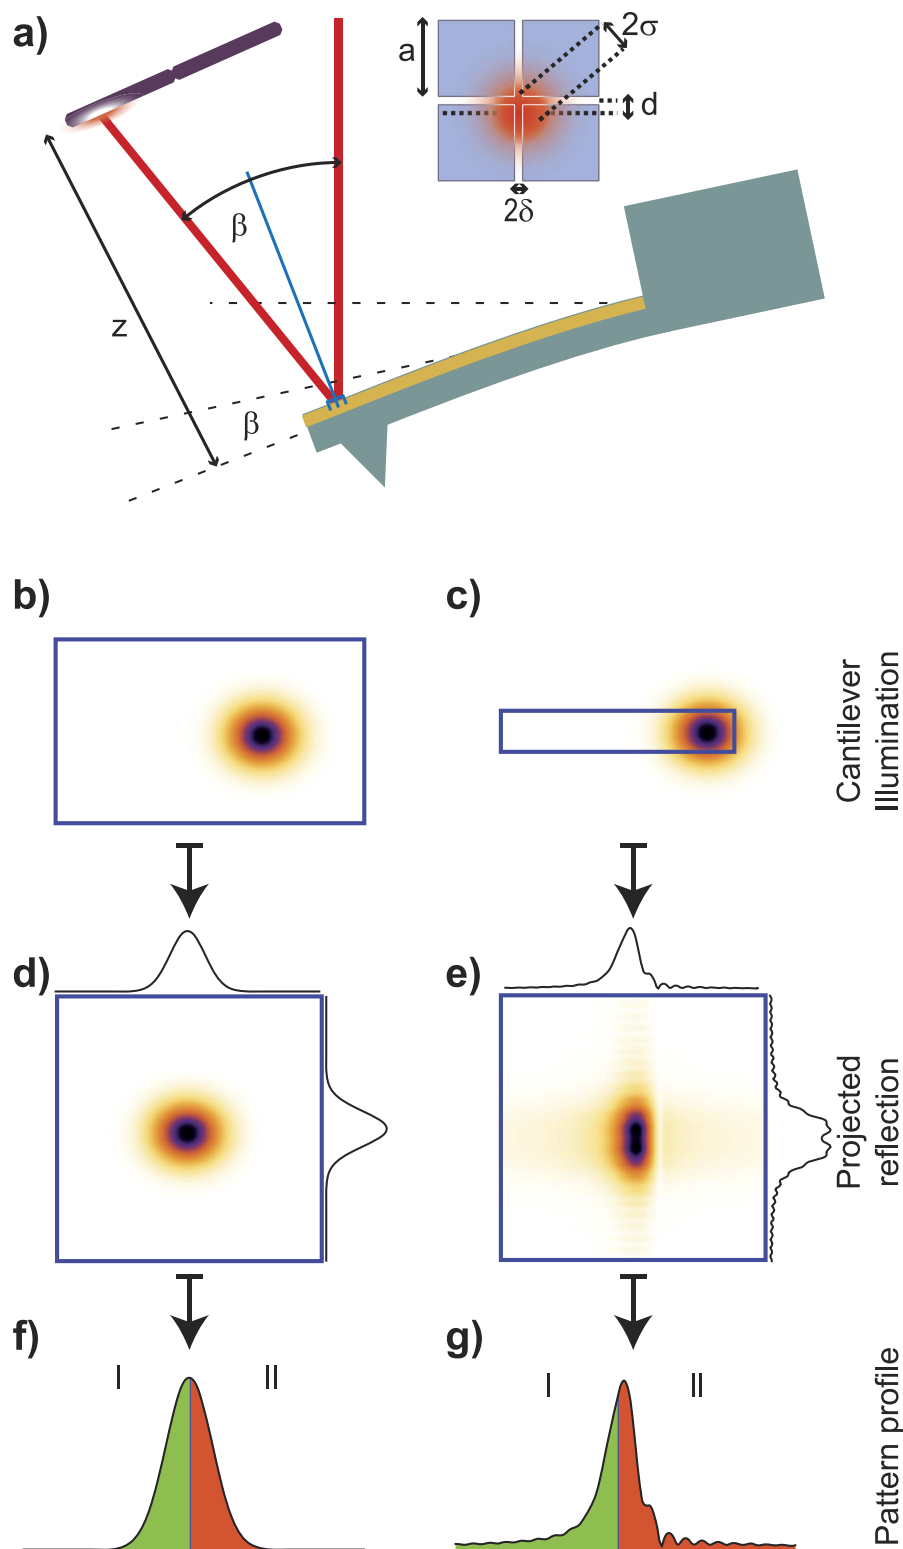 a)
a
2σ
d
2δ
β
z
β
b)
c)
Cantilever
Illumination
d)
e)
Projected
reflection
f)
g)
I
II
I
II
Pattern profile